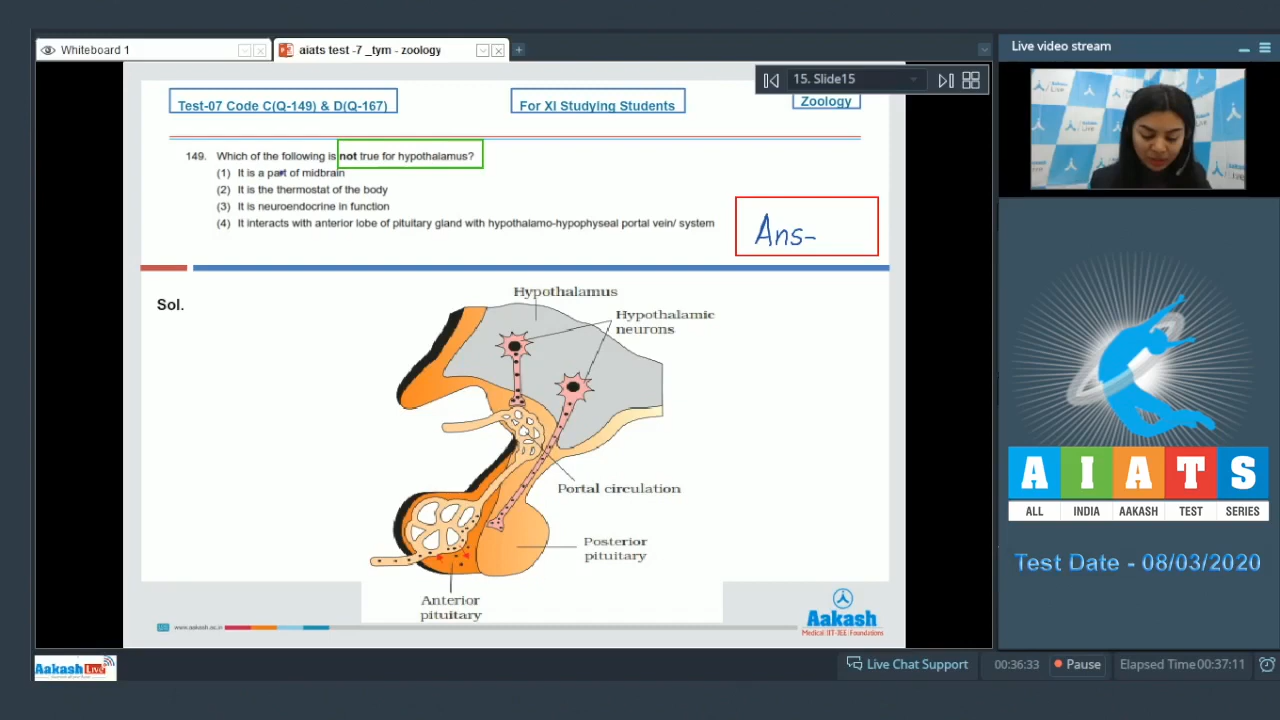 Whiteboard 1
aiats test -7 _tym - zoology
Live video stream
15. Slide15
Test-07 Code C(Q-149) & D(Q-167)
For XI Studying Students
Zoology
149. Which of the following is not true for hypothalamus?
(1) It is a part of midbrain
(2) It is the thermostat of the body
(3) It is neuroendocrine in function
(4) It interacts with anterior lobe of pituitary gland with hypothalamo-hypophyseal portal vein/ system
Ans-
Sol.
Hypothalamus
Hypothalamic
neurons
Portal circulation
Posterior
pituitary
Anterior
pituitary
www.aakash.ac.in
Aakash
Medical|IIT-JEE|Foundations
A I A T S
ALL INDIA AAKASH TEST SERIES
Test Date - 08/03/2020
Aakash Live
Live Chat Support
00:36:33
Pause
Elapsed Time 00:37:11